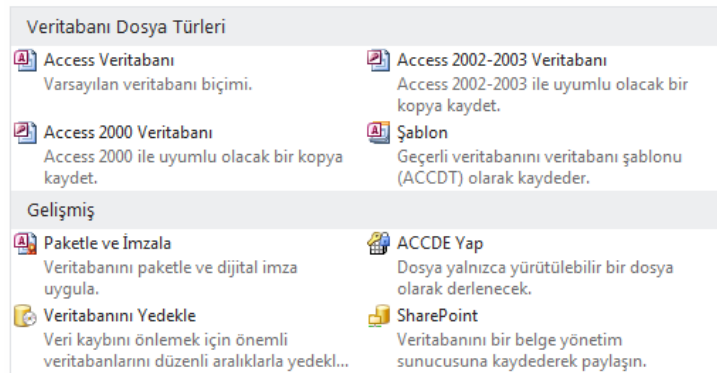 Veritabanı Dosya Türleri
Access Veritabanı
Varsayılan veritabanı biçimi.
Access 2002-2003 Veritabanı
Access 2002-2003 ile uyumlu olacak bir
kopya kaydet.
Access 2000 Veritabanı
Access 2000 ile uyumlu olacak bir kopya
kaydet.
Şablon
Geçerli veritabanını veritabanı şablonu
(ACCDT) olarak kaydeder.
Gelişmiş
Paketle ve İmzala
Veritabanını paketle ve dijital imza
uygula.
ACCDE Yap
Dosya yalnızca yürütülebilir bir dosya
olarak derlenecek.
Veritabanını Yedekle
Veri kaybını önlemek için önemli
veritabanlarını düzenli aralıklarla yedekl...
SharePoint
Veritabanını bir belge yönetim
sunucusuna kaydederek paylaşın.